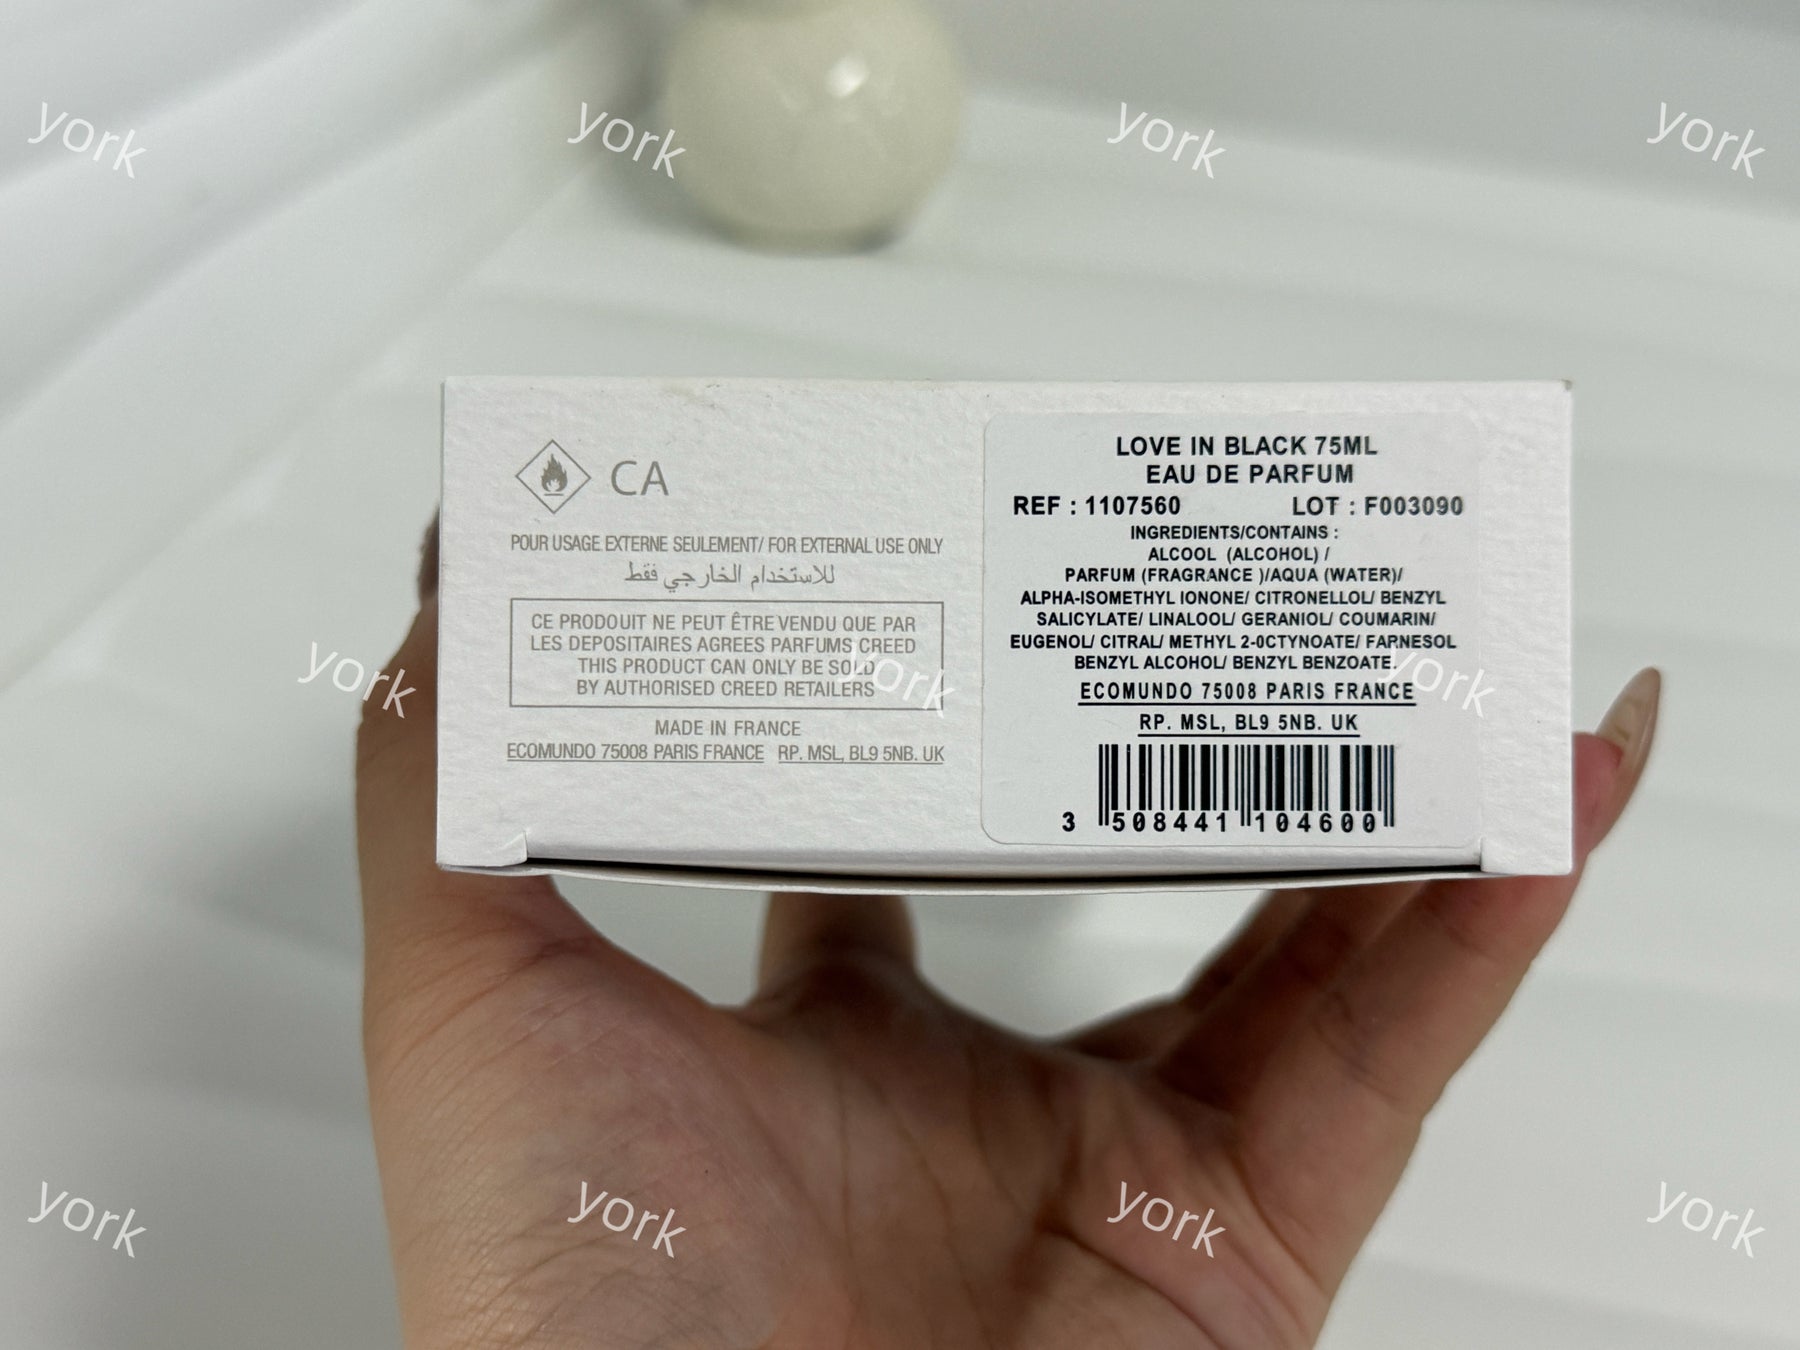 CA
POUR USAGE EXTERNE SEULEMENT/ FOR EXTERNAL USE ONLY
للاستخدام الخارجي فقط
CE PRODOUIT NE PEUT ÊTRE VENDU QUE PAR
LES DEPOSITAIRES AGREES PARFUMS CREED
THIS PRODUCT CAN ONLY BE SOLD
BY AUTHORISED CREED RETAILERS
MADE IN FRANCE
ECOMUNDO 75008 PARIS FRANCE RP. MSL, BL9 5NB. UK
LOVE IN BLACK 75ML
EAU DE PARFUM
REF : 1107560 LOT : F003090
INGREDIENTS/CONTAINS :
ALCOOL (ALCOHOL) /
PARFUM (FRAGRANCE )/AQUA (WATER)/
ALPHA-ISOMETHYL IONONE/ CITRONELLOL/ BENZYL
SALICYLATE/ LINALOOL/ GERANIOL/ COUMARIN/
EUGENOL/ CITRAL/ METHYL 2-0CTYNOATE/ FARNESOL
BENZYL ALCOHOL/ BENZYL BENZOATE.
ECOMUNDO 75008 PARIS FRANCE
RP. MSL, BL9 5NB. UK
3 508441 104600
york
york
york
york
york
york
york
york
york
york
york